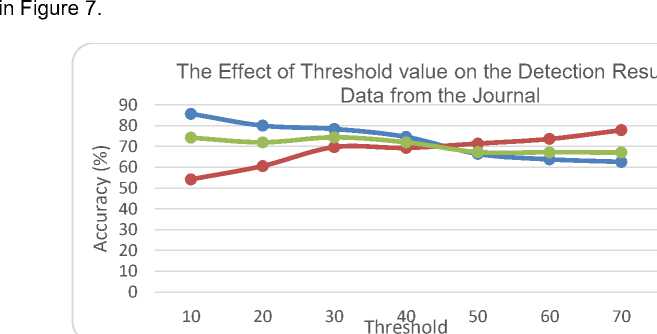 in Figure 7.
The Effect of Threshold value on the Detection Resu
Data from the Journal
90
80
70
60
50
40
30
20
10
0
Accuracy (%)
10 20 30 40 50 60 70
Threshold